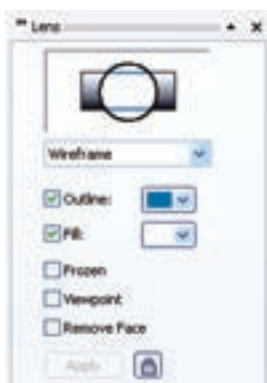 Lens
Wireframe
Outline:
Fill:
Frozen
Viewpoint
Remove Face
Apply